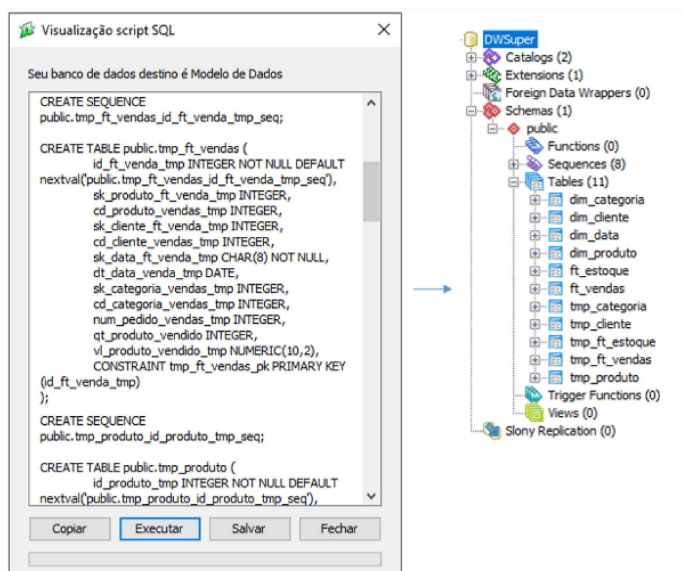 Visualização script SQL
Seu banco de dados destino é Modelo de Dados
CREATE SEQUENCE
public.tmp_ft_vendas_id_ft_venda_tmp_seq;
CREATE TABLE public.tmp_ft_vendas (
id_ft_venda_tmp INTEGER NOT NULL DEFAULT
nextval('public.tmp_ft_vendas_id_ft_venda_tmp_seq'),
sk_produto_ft_venda_tmp INTEGER,
cd_produto_vendas_tmp INTEGER,
sk_cliente_ft_venda_tmp INTEGER,
cd_cliente_vendas_tmp INTEGER,
sk_data_ft_venda_tmp CHAR(8) NOT NULL,
dt_data_venda_tmp DATE,
sk_categoria_vendas_tmp INTEGER,
cd_categoria_vendas_tmp INTEGER,
num_pedido_vendas_tmp INTEGER,
qt_produto_vendido INTEGER,
vl_produto_vendido_tmp NUMERIC(10,2),
CONSTRAINT tmp_ft_vendas_pk PRIMARY KEY
(id_ft_venda_tmp)
);
CREATE SEQUENCE
public.tmp_produto_id_produto_tmp_seq;
CREATE TABLE public.tmp_produto (
id_produto_tmp INTEGER NOT NULL DEFAULT
nextval('public.tmp_produto_id_produto_tmp_seq'),
Copiar Executar Salvar Fechar
DWSuper
Catalogs (2)
Extensions (1)
Foreign Data Wrappers (0)
Schemas (1)
public
Functions (0)
Sequences (8)
Tables (11)
dim_categoria
dim_cliente
dim_data
dim_produto
ft_estoque
ft_vendas
tmp_categoria
tmp_cliente
tmp_ft_estoque
tmp_ft_vendas
tmp_produto
Trigger Functions (0)
Views (0)
Slony Replication (0)